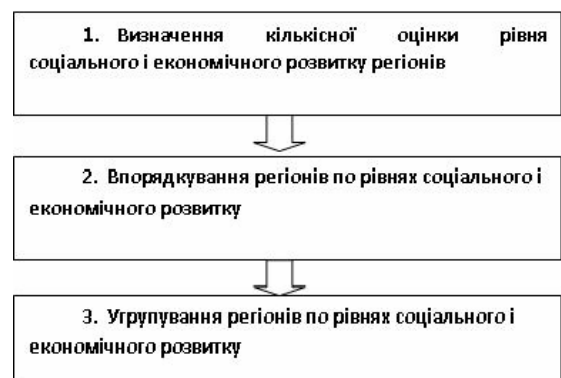 1. Визначення кількісної оцінки рівня
соціального і економічного розвитку регіонів
2. Впорядкування регіонів по рівнях соціального і
економічного розвитку
3. Угрупування регіонів по рівнях соціального і
економічного розвитку